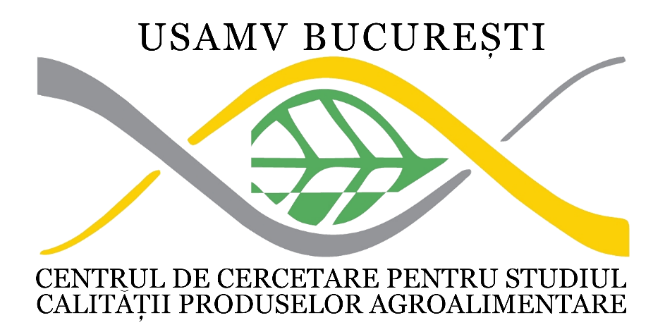 USAMV BUCUREȘTI
CENTRUL DE CERCETARE PENTRU STUDIUL
CALITĂȚII PRODUSELOR AGROALIMENTARE